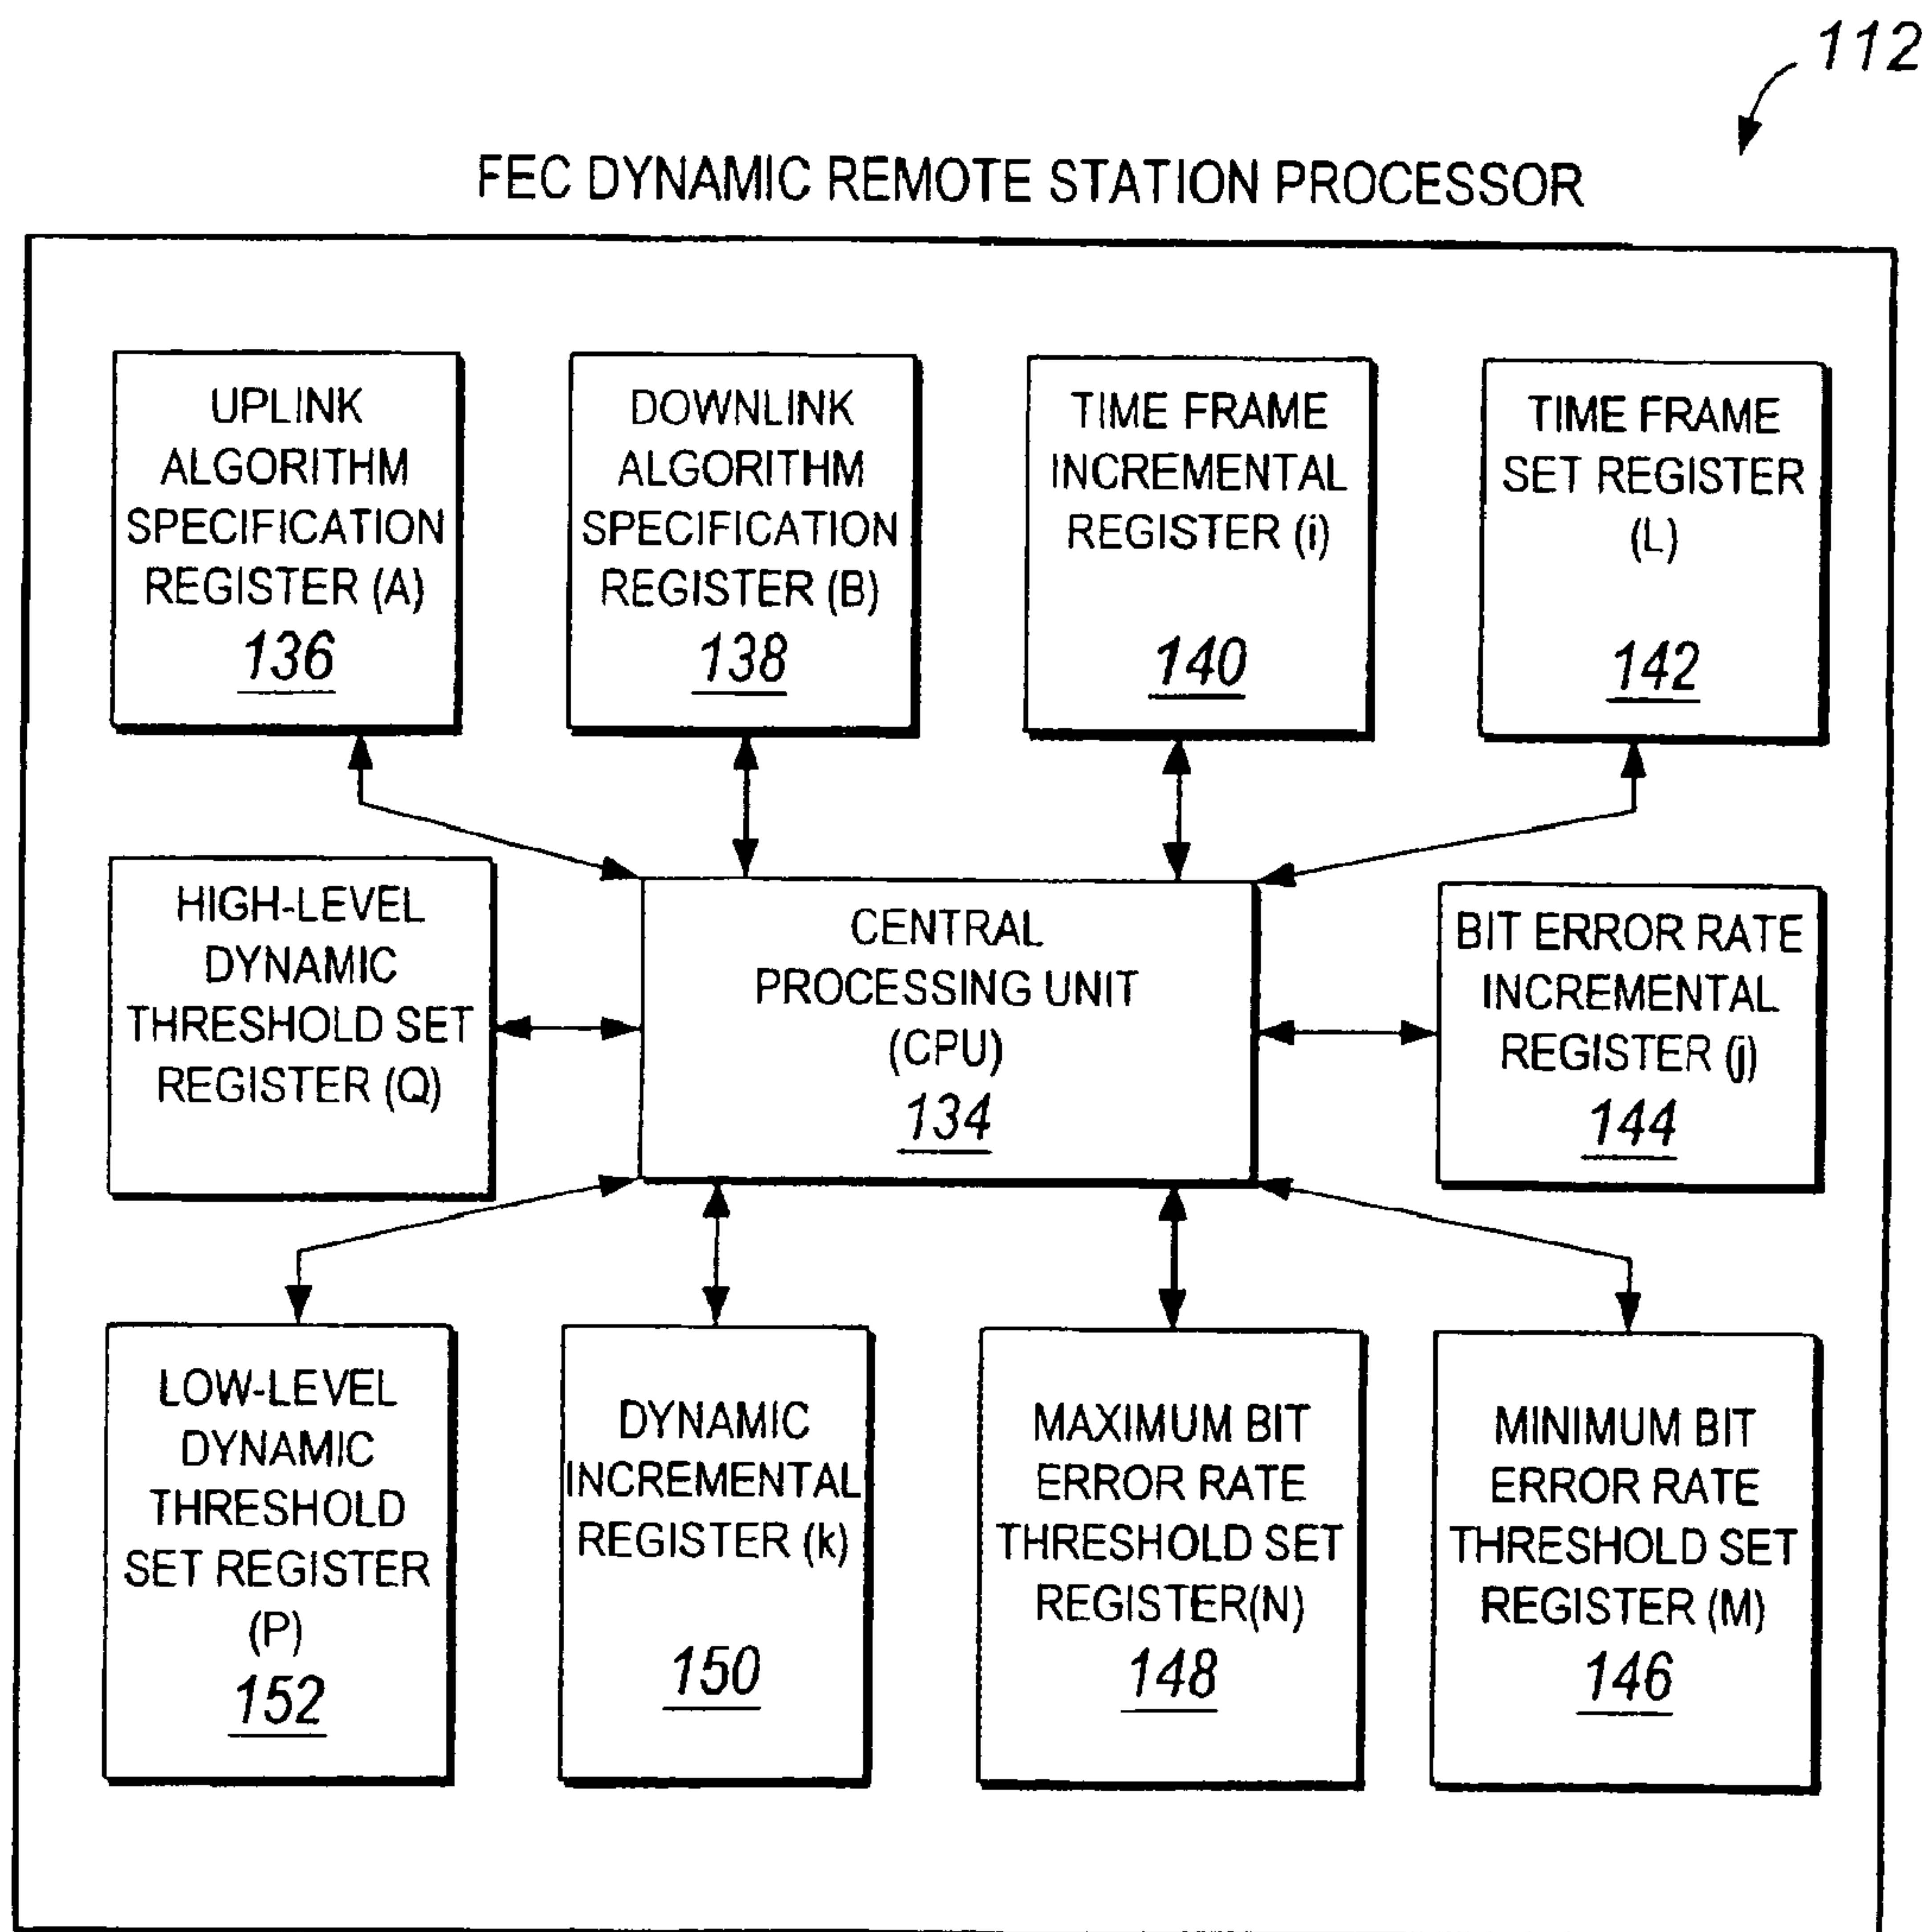 112
FEC DYNAMIC REMOTE STATION PROCESSOR
UPLINK
ALGORITHM
SPECIFICATION
REGISTER (A)
136
DOWNLINK
ALGORITHM
SPECIFICATION
REGISTER (B)
138
TIME FRAME
INCREMENTAL
REGISTER (i)
140
TIME FRAME
SET REGISTER
(L)
142
HIGH-LEVEL
DYNAMIC
THRESHOLD SET
REGISTER (Q)
CENTRAL
PROCESSING UNIT
(CPU)
134
BIT ERROR RATE
INCREMENTAL
REGISTER (j)
144
LOW-LEVEL
DYNAMIC
THRESHOLD
SET REGISTER
(P)
152
DYNAMIC
INCREMENTAL
REGISTER (k)
150
MAXIMUM BIT
ERROR RATE
THRESHOLD SET
REGISTER(N)
148
MINIMUM BIT
ERROR RATE
THRESHOLD SET
REGISTER (M)
146